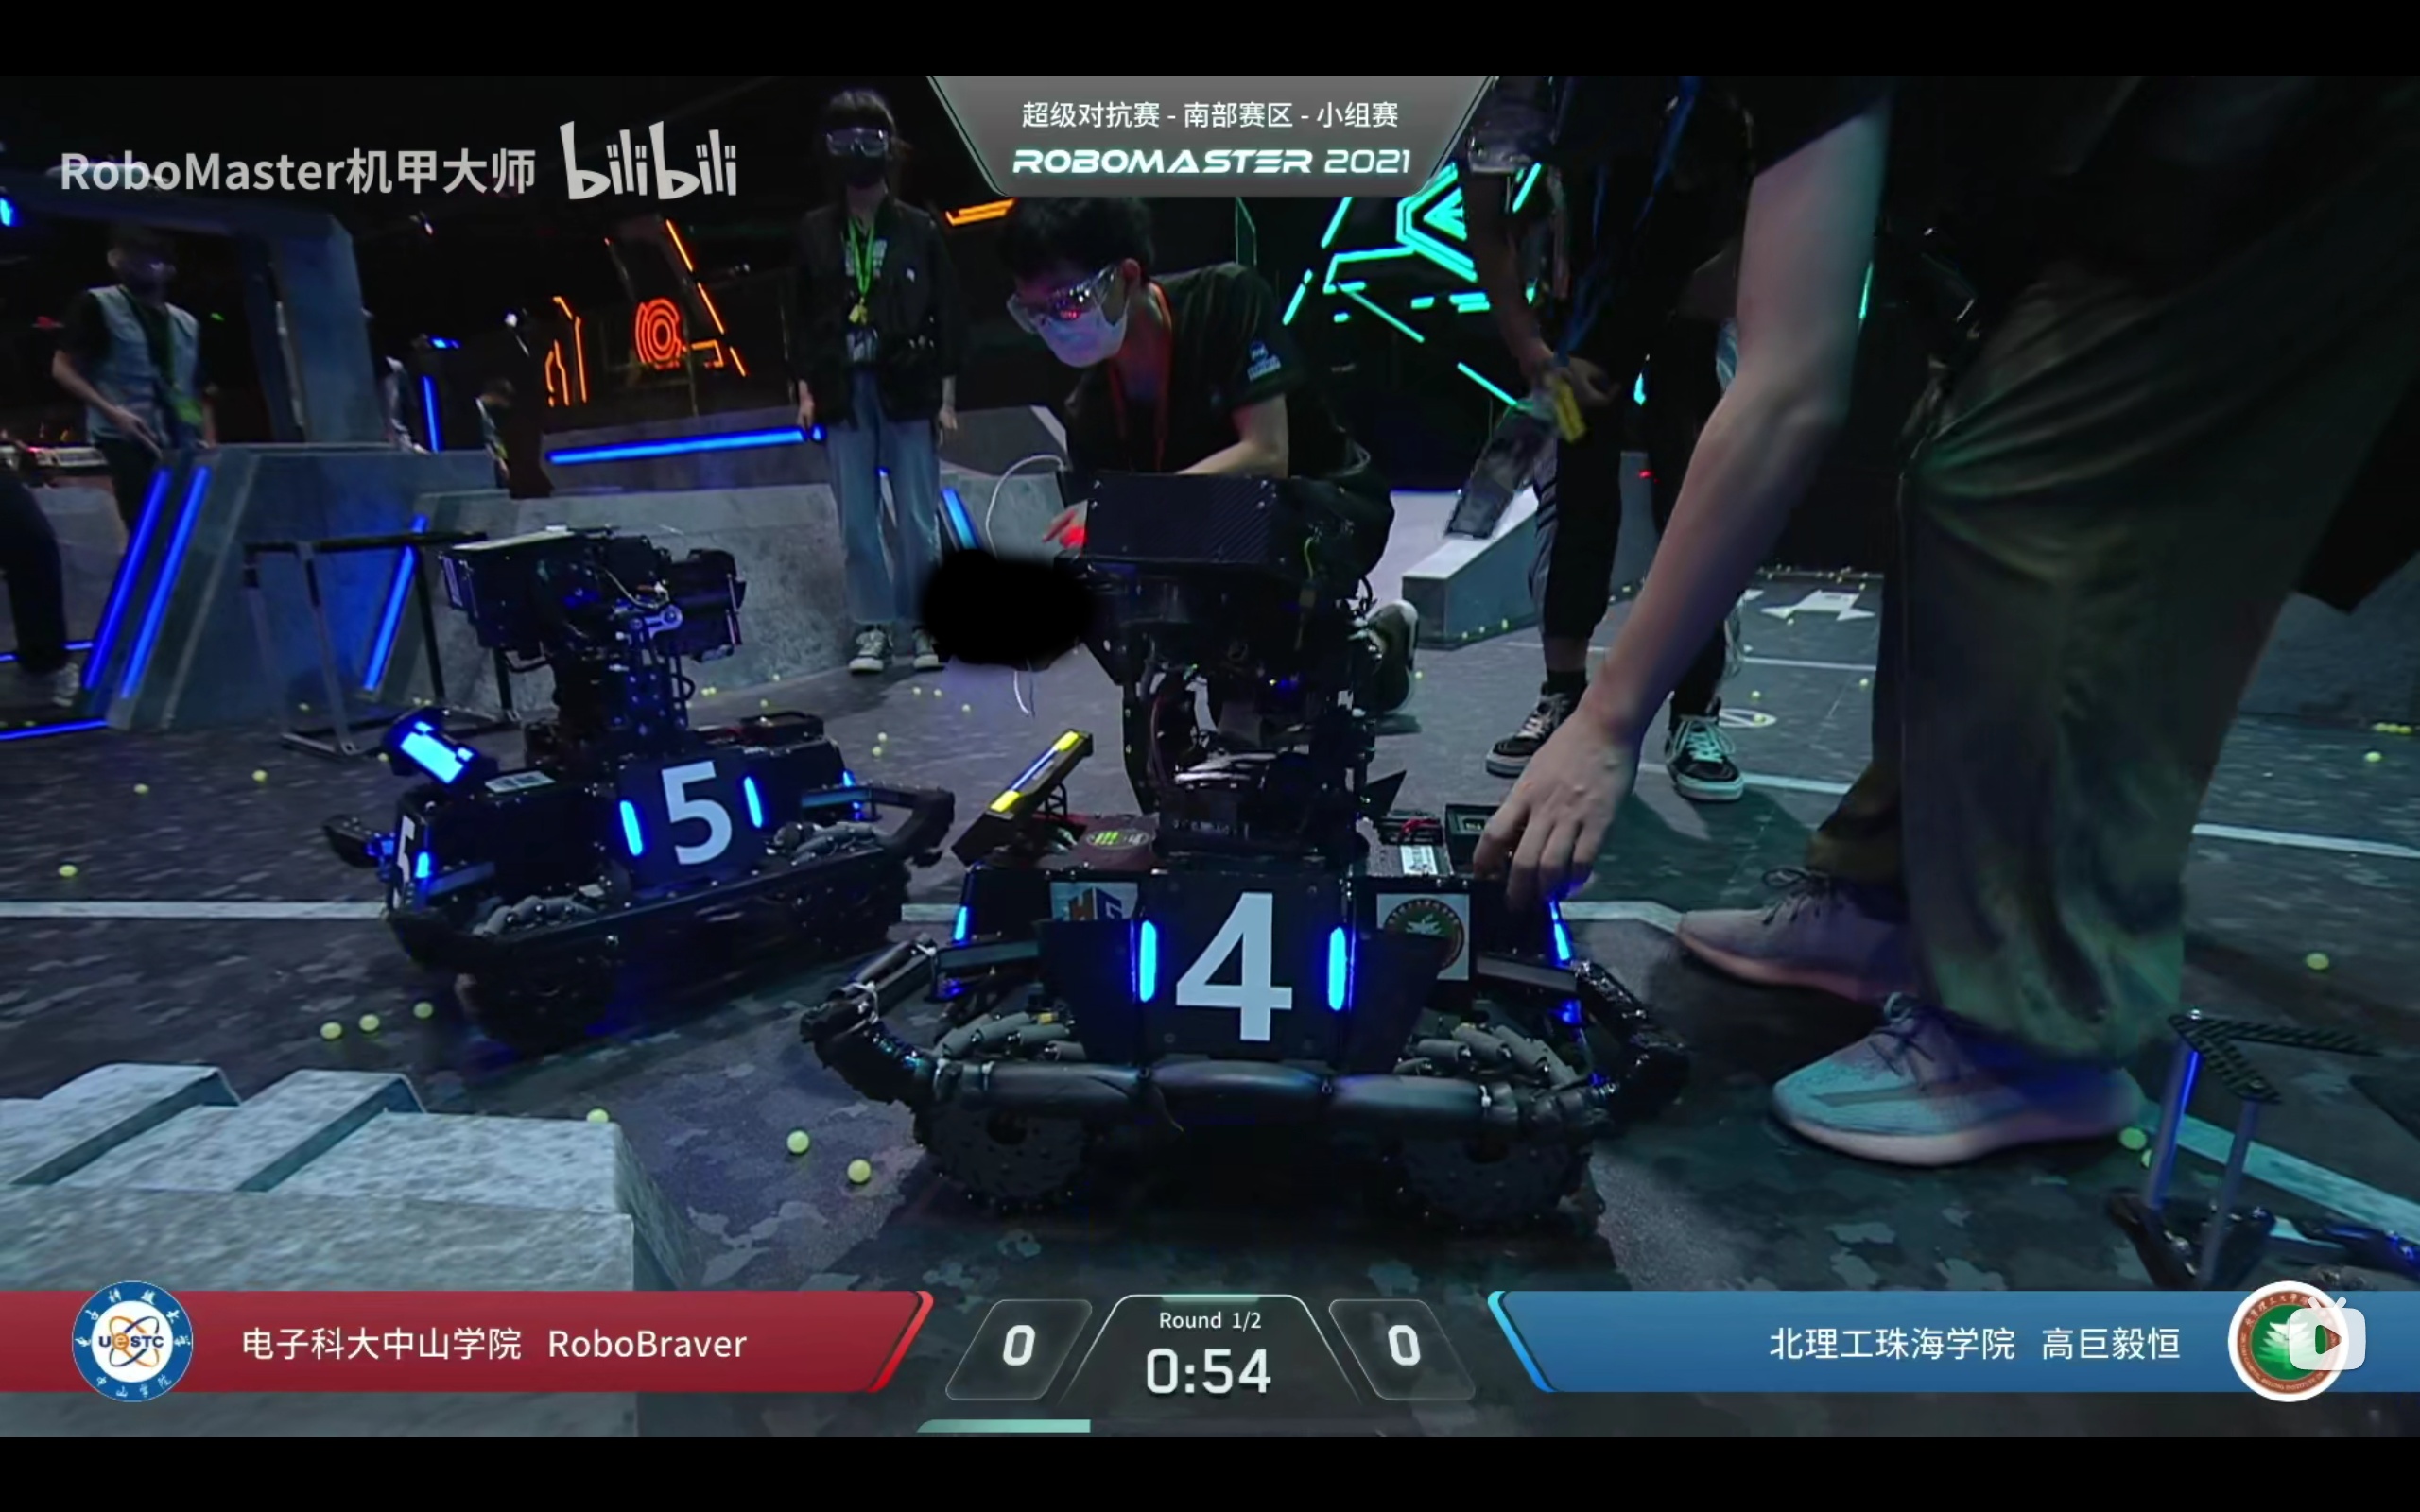 超级对抗赛 - 南部赛区 - 小组赛
ROBOMASTER 2021
RoboMaster机甲大师 bilibili
5
5
4
UESTC
电子科大中山学院 RoboBraver
0
Round 1/2
0:54
0
北理工珠海学院 高巨毅恒